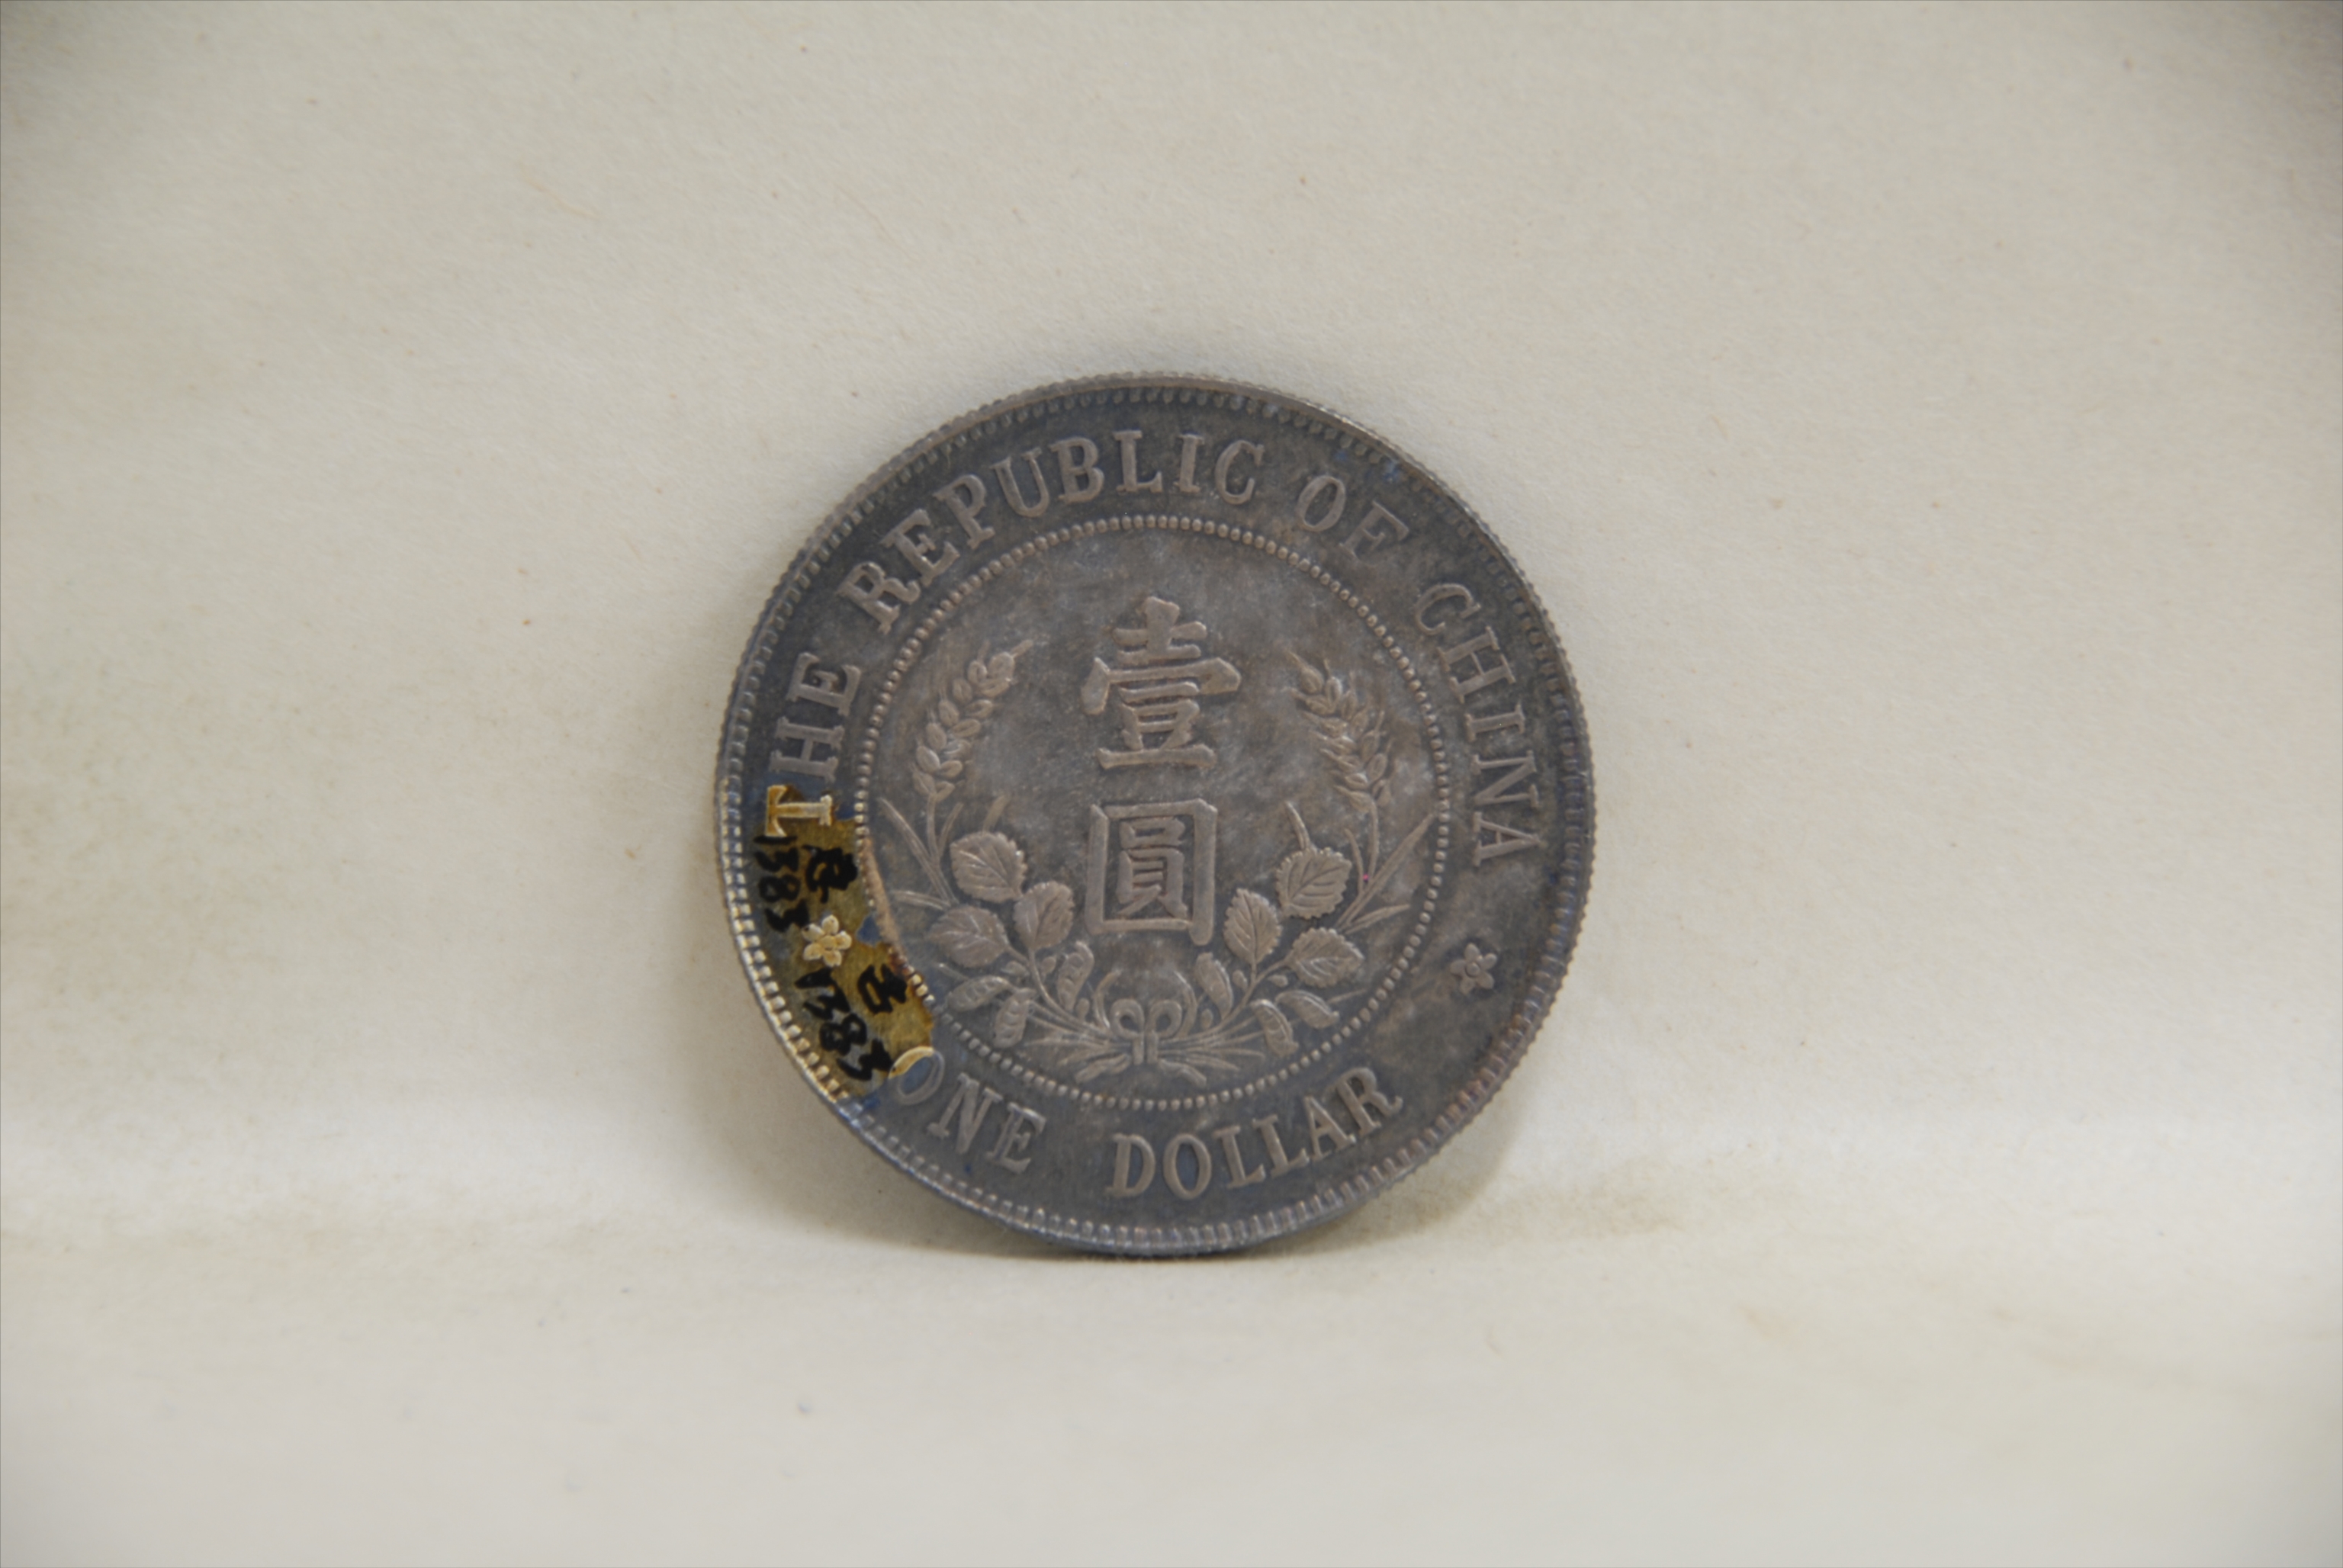 THE REPUBLIC OF CHINA
壹
圓
ONE DOLLAR
1383
1383